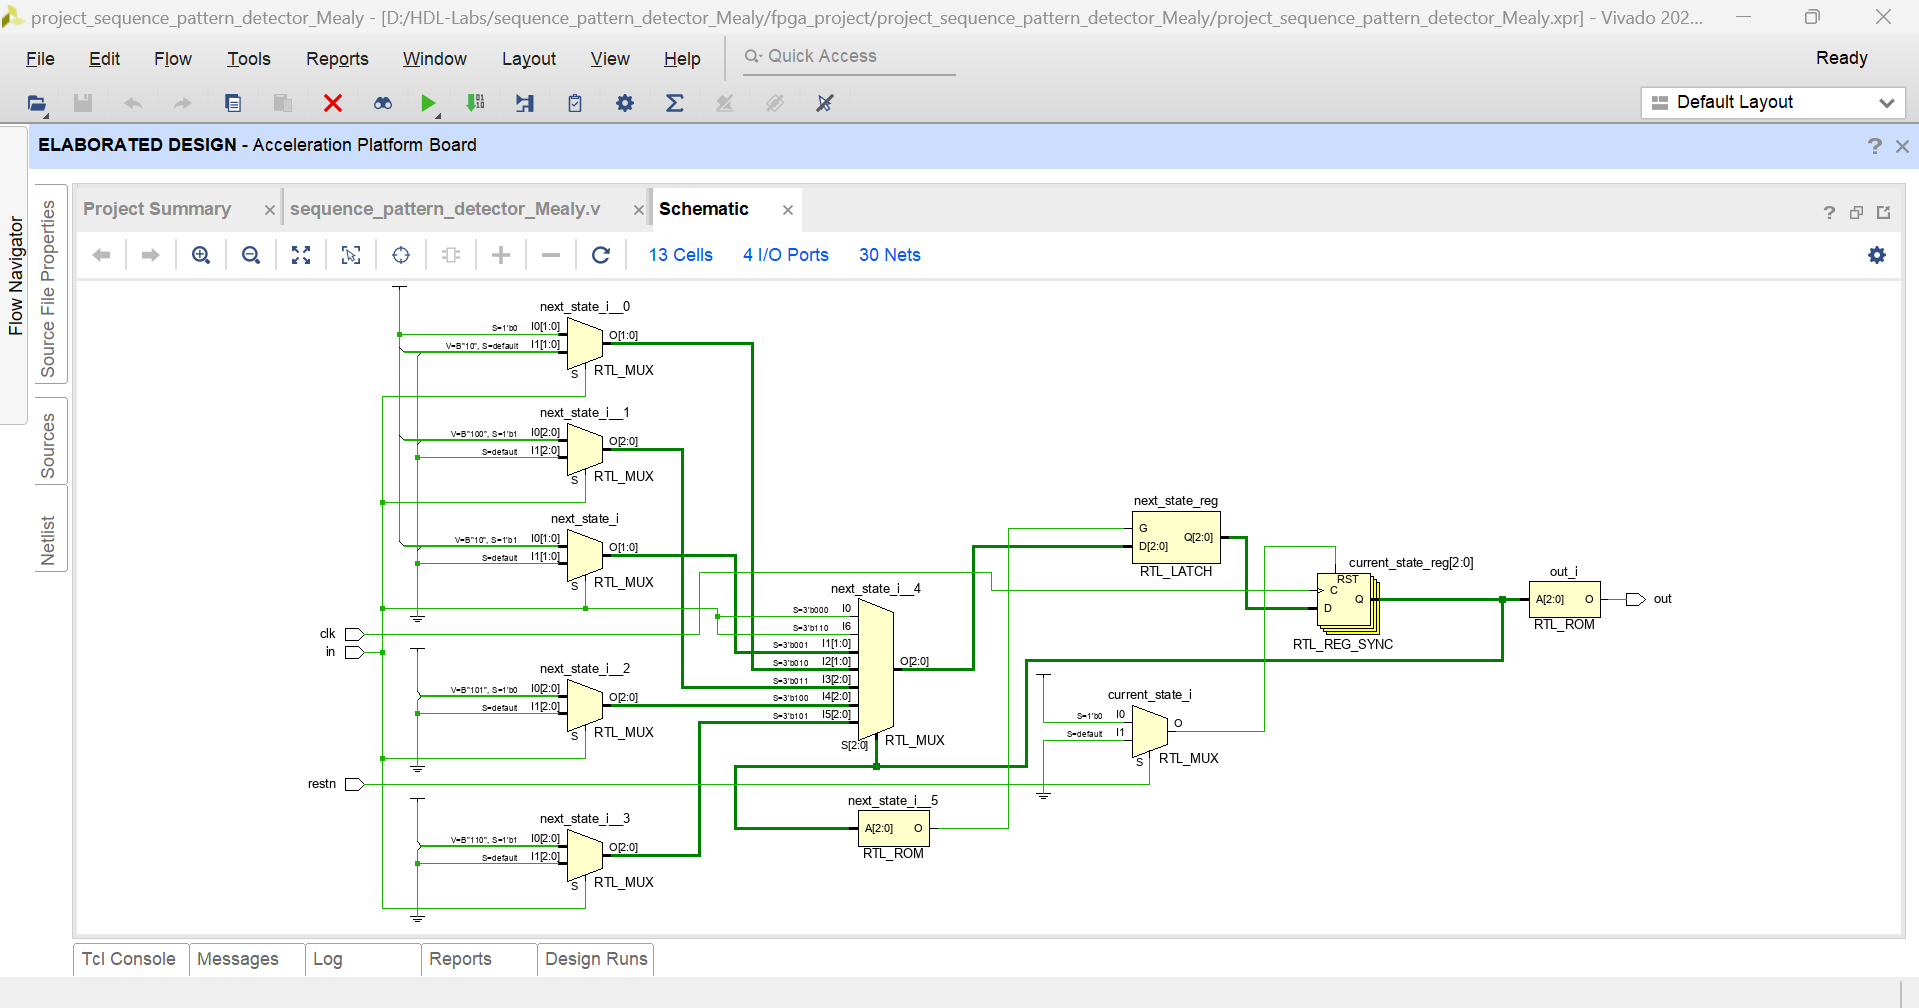 project_sequence_pattern_detector_Mealy - [D:/HDL-Labs/sequence_pattern_detector_Mealy/fpga_project/project_sequence_pattern_detector_Mealy/project_sequence_pattern_detector_Mealy.xpr] - Vivado 202...
File Edit Flow Tools Reports Window Layout View Help Quick Access Ready
Default Layout
ELABORATED DESIGN - Acceleration Platform Board
Flow Navigator
Source File Properties
Sources
Netlist
Project Summary sequence_pattern_detector_Mealy.v Schematic
13 Cells 4 I/O Ports 30 Nets
next_state_i__0
S=1'b0 I0[1:0]
V=B"10", S=default I1[1:0]
O[1:0]
S RTL_MUX
next_state_i__1
V=B"100", S=1'b1 I0[2:0]
S=default I1[2:0]
O[2:0]
S RTL_MUX
next_state_i
V=B"10", S=1'b1 I0[1:0]
S=default I1[1:0]
O[1:0]
S RTL_MUX
clk
in
next_state_i__2
V=B"101", S=1'b0 I0[2:0]
S=default I1[2:0]
O[2:0]
S RTL_MUX
restn
next_state_i__3
V=B"110", S=1'b1 I0[2:0]
S=default I1[2:0]
O[2:0]
S RTL_MUX
next_state_i__4
S=3'b000 I0
S=3'b110 I6
S=3'b001 I1[1:0]
S=3'b010 I2[1:0]
S=3'b011 I3[2:0]
S=3'b100 I4[2:0]
S=3'b101 I5[2:0]
O[2:0]
S[2:0] RTL_MUX
next_state_i__5
A[2:0] O
RTL_ROM
next_state_reg
G
D[2:0]
Q[2:0]
RTL_LATCH
current_state_i
S=1'b0 I0
S=default I1
O
S RTL_MUX
current_state_reg[2:0]
RST
C
D
Q
RTL_REG_SYNC
out_i
A[2:0] O
RTL_ROM
out
Tcl Console Messages Log Reports Design Runs